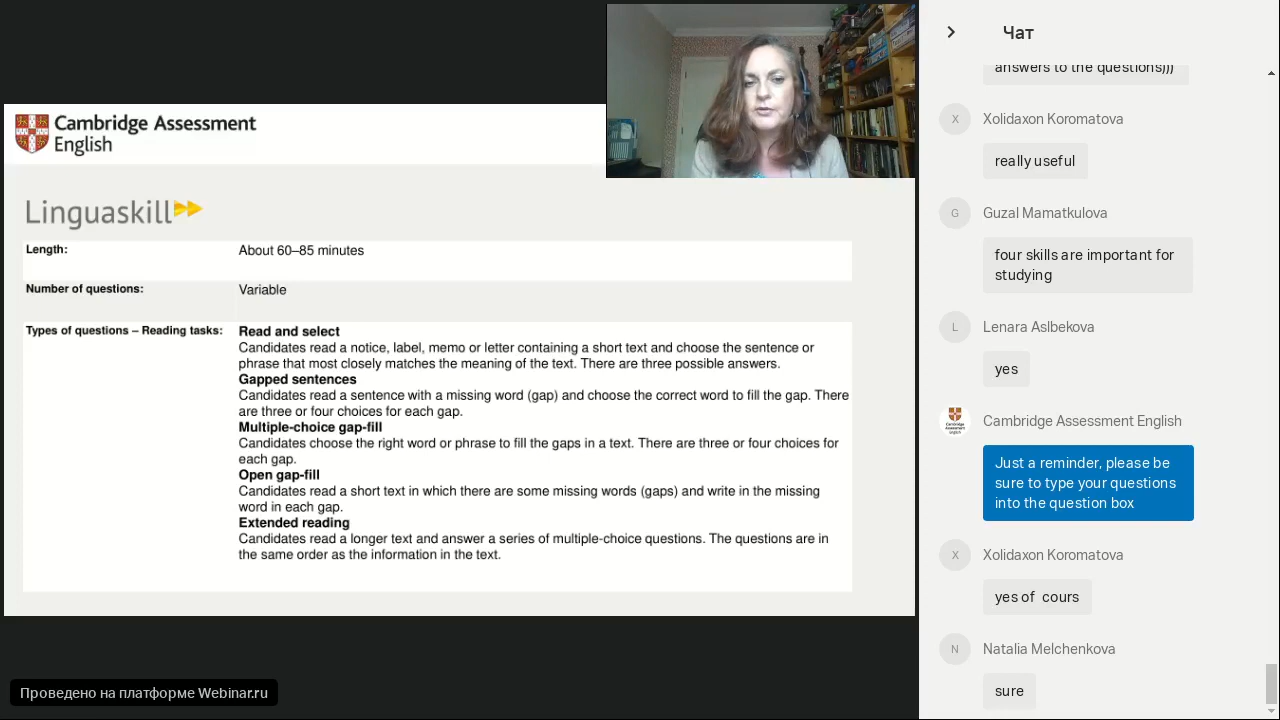 Cambridge Assessment
English
Linguaskill
Length:
About 60–85 minutes
Number of questions:
Variable
Types of questions – Reading tasks:
Read and select
Candidates read a notice, label, memo or letter containing a short text and choose the sentence or
phrase that most closely matches the meaning of the text. There are three possible answers.
Gapped sentences
Candidates read a sentence with a missing word (gap) and choose the correct word to fill the gap. There
are three or four choices for each gap.
Multiple-choice gap-fill
Candidates choose the right word or phrase to fill the gaps in a text. There are three or four choices for
each gap.
Open gap-fill
Candidates read a short text in which there are some missing words (gaps) and write in the missing
word in each gap.
Extended reading
Candidates read a longer text and answer a series of multiple-choice questions. The questions are in
the same order as the information in the text.
Проведено на платформе Webinar.ru
Чат
answers to the questions)))
X
Xolidaxon Koromatova
really useful
G
Guzal Mamatkulova
four skills are important for
studying
L
Lenara Aslbekova
yes
Cambridge Assessment English
Just a reminder, please be
sure to type your questions
into the question box
X
Xolidaxon Koromatova
yes of cours
N
Natalia Melchenkova
sure